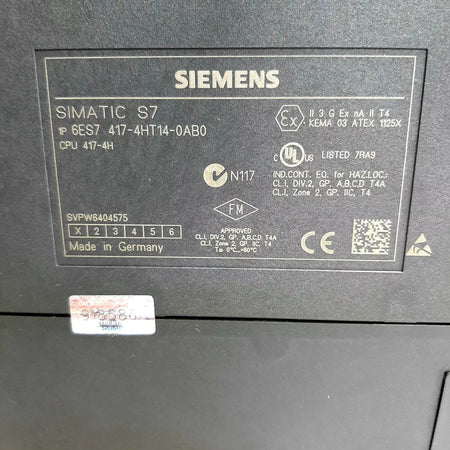 SIEMENS
SIMATIC S7
1P 6ES7 417-4HT14-0AB0
CPU 417-4H
Ex II 3 G Ex nA II T4
KEMA 03 ATEX 1125X
C UL US LISTED 7RA9
IND.CONT. EQ. for HAZ.LOC.:
CL.I, DIV.2, GP. A,B,C,D T4A
CL.I, Zone 2, GP. IIC, T4
N117
FM
APPROVED
CL.I, DIV.2, GP. A,B,C,D T4A
CL.I, Zone 2, GP. IIC, T4
SVPW6404575
X 2 3 4 5 6
Made in Germany
CE